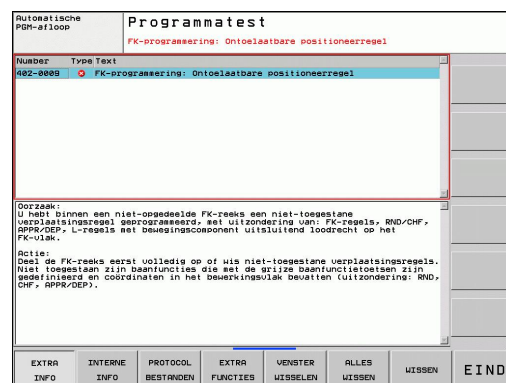 Automatische
PGM-afloop
Programmatest
FK-programmering: Ontoelaatbare positioneerregel
Number Type Text
402-0009 FK-programmering: Ontoelaatbare positioneerregel
Oorzaak:
U hebt binnen een niet-opgedeelde FK-reeks een niet-toegestane
verplaatsingsregel geprogrammeerd, met uitzondering van: FK-regels, RND/CHF,
APPR/DEP, L-regels met bewegingscomponent uitsluitend loodrecht op het
FK-vlak.
Actie:
Deel de FK-reeks eerst volledig op of wis niet-toegestane verplaatsingsregels.
Niet toegestaan zijn baanfuncties die met de grijze baanfunctietoetsen zijn
gedefinieerd en coördinaten in het bewerkingsvlak bevatten (uitzondering: RND,
CHF, APPR/DEP).
EXTRA
INFO
INTERNE
INFO
PROTOCOL
BESTANDEN
EXTRA
FUNCTIES
VENSTER
WISSELEN
ALLES
WISSEN
WISSEN
EIND